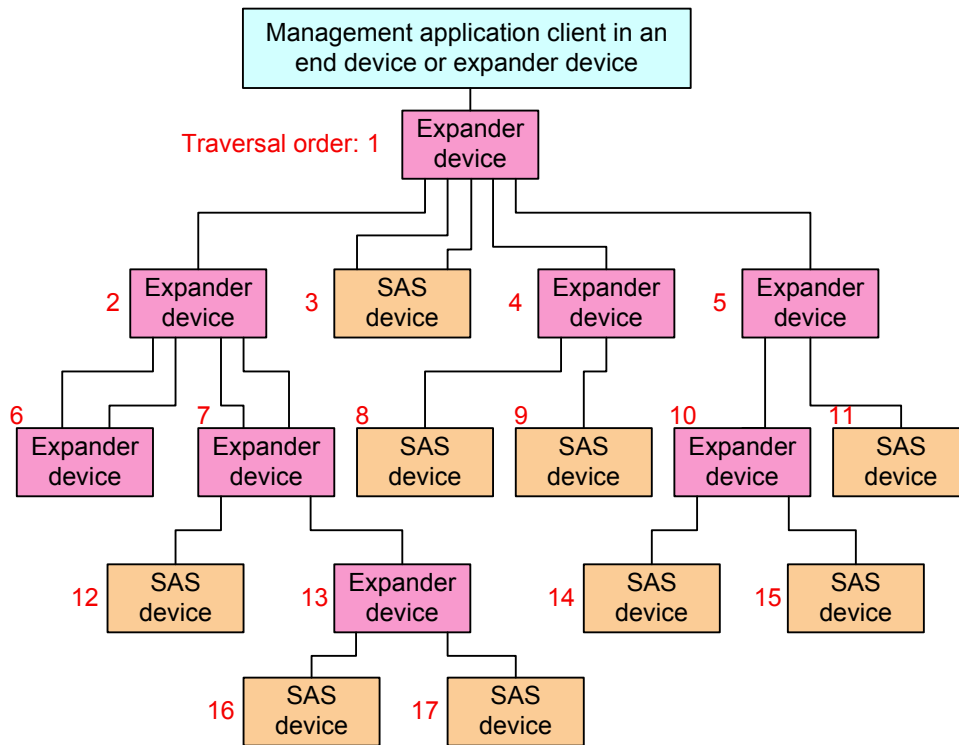 Management application client in an
end device or expander device
Traversal order: 1
Expander
device
2
Expander
device
3
SAS
device
4
Expander
device
5
Expander
device
6
Expander
device
7
Expander
device
8
SAS
device
9
SAS
device
10
Expander
device
11
SAS
device
12
SAS
device
13
Expander
device
14
SAS
device
15
SAS
device
16
SAS
device
17
SAS
device